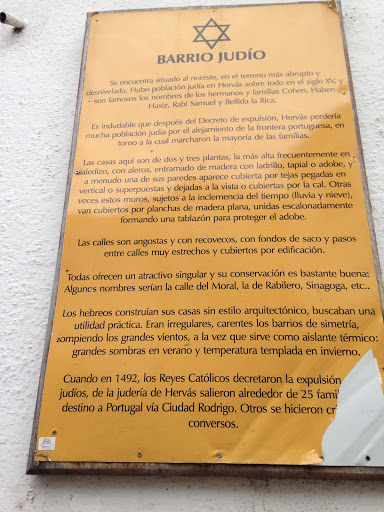 BARRIO JUDÍO
Se encuentra situado al noreste, en el terreno más abrupto y
desnivelado. Hubo población judía en Hervás sobre todo en el siglo XV, y
son famosos los nombres de los hermanos y familias Cohen, Haben
Haxiz, Rabí Samuel y Bellida la Rica.
Es indudable que después del Decreto de expulsión, Hervás perdería
mucha población judía por el alejamiento de la frontera portuguesa, en
torno a la cual marcharon la mayoría de las familias.
Las casas aquí son de dos y tres plantas, la más alta frecuentemente en
saledizo, con aleros, entramado de madera con ladrillo, tapial o adobe, y
a menudo una de sus paredes aparece cubierta por tejas pegadas en
vertical o superpuestas y dejadas a la vista o cubiertas por la cal. Otras
veces estos muros, sujetos a la inclemencia del tiempo (lluvia y nieve),
van cubiertos por planchas de madera plana, unidas escalonadamente
formando una tablazón para proteger el adobe.
Las calles son angostas y con recovecos, con fondos de saco y pasos
entre calles muy estrechos y cubiertos por edificación.
Todas ofrecen un atractivo singular y su conservación es bastante buena:
Algunos nombres serían la calle del Moral, la de Rabilero, Sinagoga, etc..
Los hebreos construían sus casas sin estilo arquitectónico, buscaban una
utilidad práctica. Eran irregulares, carentes los barrios de simetría,
rompiendo los grandes vientos, a la vez que sirve como aislante térmico:
grandes sombras en verano y temperatura templada en invierno.
Cuando en 1492, los Reyes Católicos decretaron la expulsión
judíos, de la judería de Hervás salieron alrededor de 25 famil
destino a Portugal vía Ciudad Rodrigo. Otros se hicieron cr
conversos.